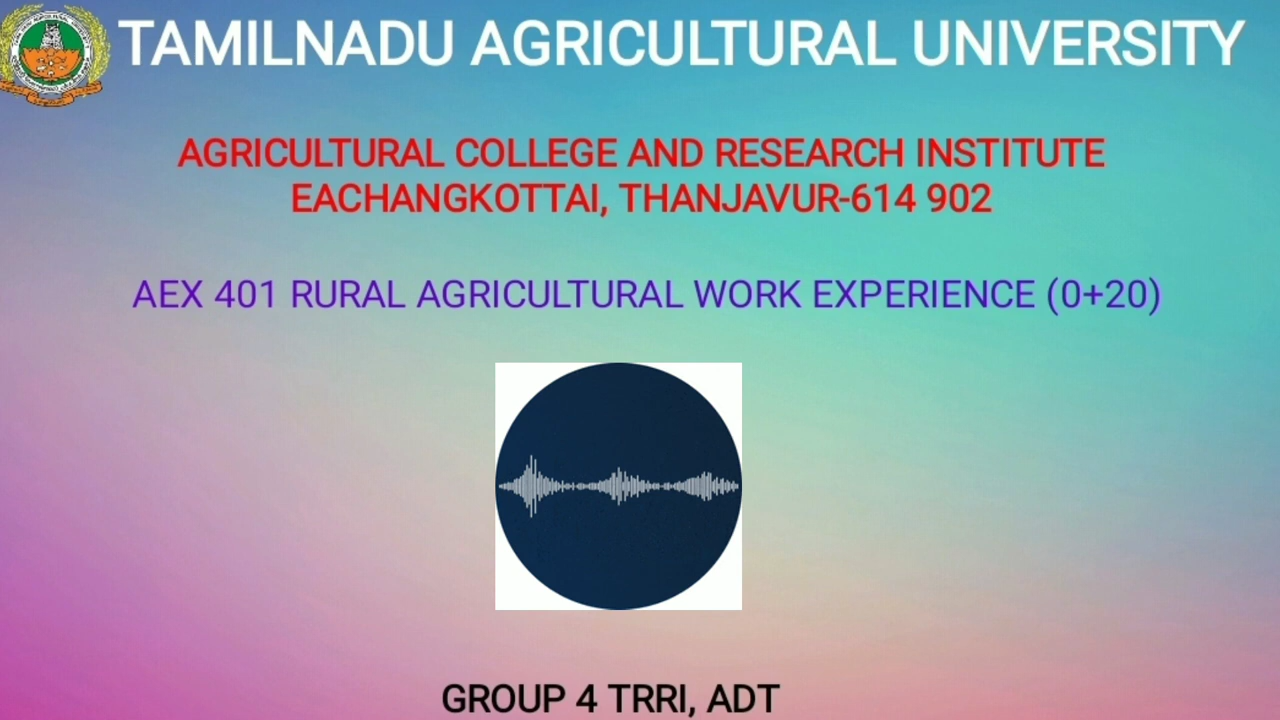 TAMILNADU AGRICULTURAL UNIVERSITY
AGRICULTURAL COLLEGE AND RESEARCH INSTITUTE
EACHANGKOTTAI, THANJAVUR-614 902
AEX 401 RURAL AGRICULTURAL WORK EXPERIENCE (0+20)
GROUP 4 TRRI, ADT